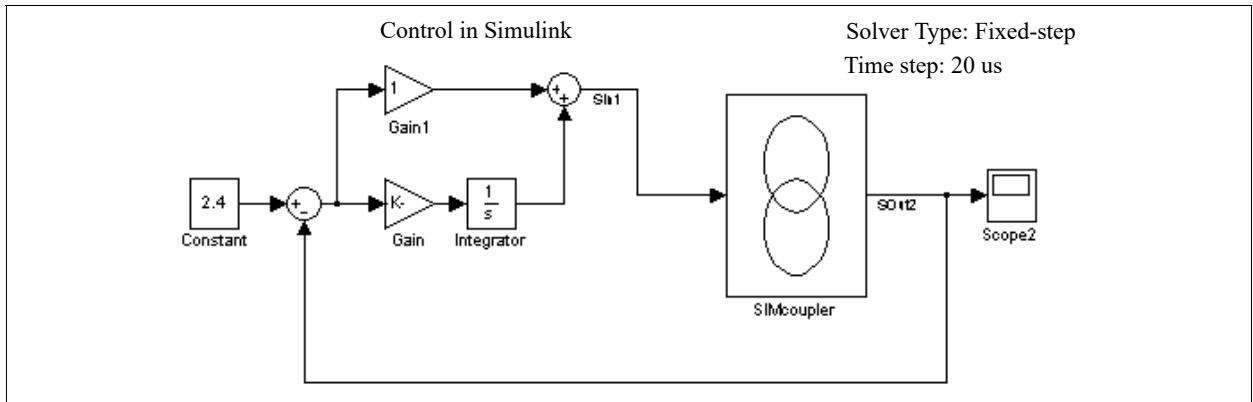 Control in Simulink
Solver Type: Fixed-step
Time step: 20 us
1
Gain1
SIn1
2.4
Constant
K-
Gain
1
s
Integrator
SIMcoupler
SOut2
Scope2